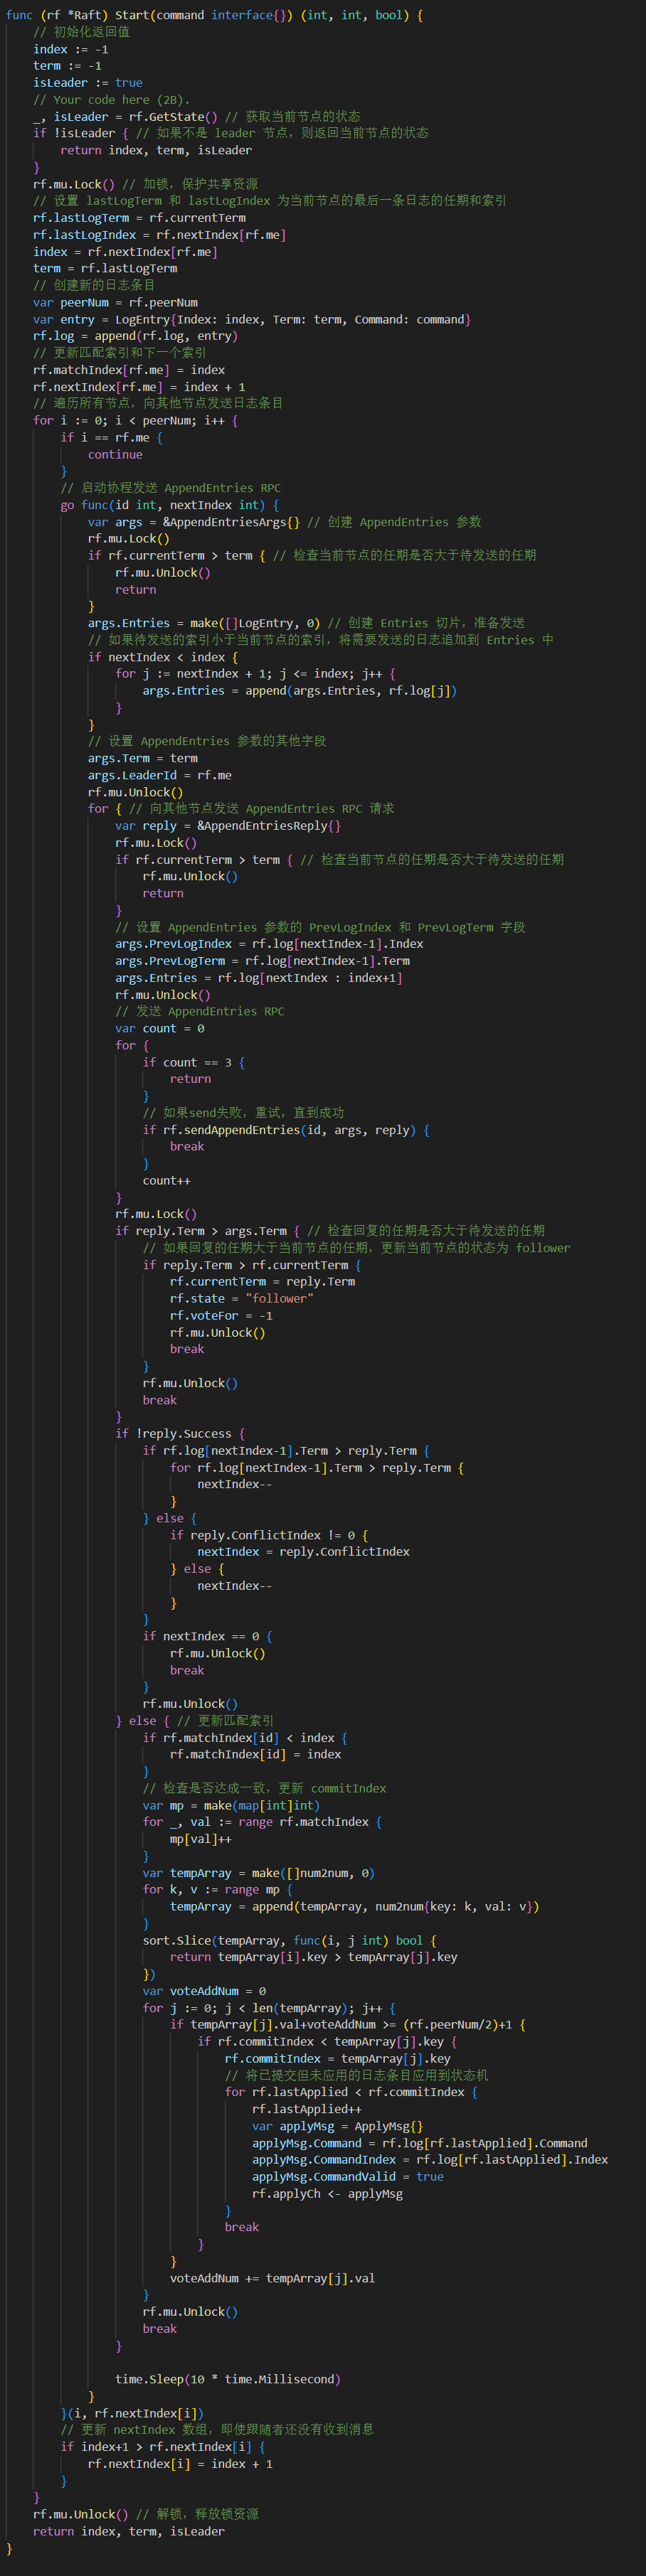 func (rf *Raft) Start(command interface{}) (int, int, bool) {
    // 初始化返回值
    index := -1
    term := -1
    isLeader := true
    // Your code here (2B).
    _, isLeader = rf.GetState() // 获取当前节点的状态
    if !isLeader { // 如果不是 leader 节点，则返回当前节点的状态
        return index, term, isLeader
    }
    rf.mu.Lock() // 加锁，保护共享资源
    // 设置 lastLogTerm 和 lastLogIndex 为当前节点的最后一条日志的任期和索引
    rf.lastLogTerm = rf.currentTerm
    rf.lastLogIndex = rf.nextIndex[rf.me]
    index = rf.nextIndex[rf.me]
    term = rf.lastLogTerm
    // 创建新的日志条目
    var peerNum = rf.peerNum
    var entry = LogEntry{Index: index, Term: term, Command: command}
    rf.log = append(rf.log, entry)
    // 更新匹配索引和下一个索引
    rf.matchIndex[rf.me] = index
    rf.nextIndex[rf.me] = index + 1
    // 遍历所有节点，向其他节点发送日志条目
    for i := 0; i < peerNum; i++ {
        if i == rf.me {
            continue
        }
        // 启动协程发送 AppendEntries RPC
        go func(id int, nextIndex int) {
            var args = &AppendEntriesArgs{} // 创建 AppendEntries 参数
            rf.mu.Lock()
            if rf.currentTerm > term { // 检查当前节点的任期是否大于待发送的任期
                rf.mu.Unlock()
                return
            }
            args.Entries = make([]LogEntry, 0) // 创建 Entries 切片，准备发送
            // 如果待发送的索引小于当前节点的索引，将需要发送的日志追加到 Entries 中
            if nextIndex < index {
                for j := nextIndex + 1; j <= index; j++ {
                    args.Entries = append(args.Entries, rf.log[j])
                }
            }
            // 设置 AppendEntries 参数的其他字段
            args.Term = term
            args.LeaderId = rf.me
            rf.mu.Unlock()
            for { // 向其他节点发送 AppendEntries RPC 请求
                var reply = &AppendEntriesReply{}
                rf.mu.Lock()
                if rf.currentTerm > term { // 检查当前节点的任期是否大于待发送的任期
                    rf.mu.Unlock()
                    return
                }
                // 设置 AppendEntries 参数的 PrevLogIndex 和 PrevLogTerm 字段
                args.PrevLogIndex = rf.log[nextIndex-1].Index
                args.PrevLogTerm = rf.log[nextIndex-1].Term
                args.Entries = rf.log[nextIndex : index+1]
                rf.mu.Unlock()
                // 发送 AppendEntries RPC
                var count = 0
                for {
                    if count == 3 {
                        return
                    }
                    // 如果send失败，重试，直到成功
                    if rf.sendAppendEntries(id, args, reply) {
                        break
                    }
                    count++
                }
                rf.mu.Lock()
                if reply.Term > args.Term { // 检查回复的任期是否大于待发送的任期
                    // 如果回复的任期大于当前节点的任期，更新当前节点的状态为 follower
                    if reply.Term > rf.currentTerm {
                        rf.currentTerm = reply.Term
                        rf.state = "follower"
                        rf.voteFor = -1
                        rf.mu.Unlock()
                        break
                    }
                    rf.mu.Unlock()
                    break
                }
                if !reply.Success {
                    if rf.log[nextIndex-1].Term > reply.Term {
                        for rf.log[nextIndex-1].Term > reply.Term {
                            nextIndex--
                        }
                    } else {
                        if reply.ConflictIndex != 0 {
                            nextIndex = reply.ConflictIndex
                        } else {
                            nextIndex--
                        }
                    }
                    if nextIndex == 0 {
                        rf.mu.Unlock()
                        break
                    }
                    rf.mu.Unlock()
                } else { // 更新匹配索引
                    if rf.matchIndex[id] < index {
                        rf.matchIndex[id] = index
                    }
                    // 检查是否达成一致，更新 commitIndex
                    var mp = make(map[int]int)
                    for _, val := range rf.matchIndex {
                        mp[val]++
                    }
                    var tempArray = make([]num2num, 0)
                    for k, v := range mp {
                        tempArray = append(tempArray, num2num{key: k, val: v})
                    }
                    sort.Slice(tempArray, func(i, j int) bool {
                        return tempArray[i].key > tempArray[j].key
                    })
                    var voteAddNum = 0
                    for j := 0; j < len(tempArray); j++ {
                        if tempArray[j].val+voteAddNum >= (rf.peerNum/2)+1 {
                            if rf.commitIndex < tempArray[j].key {
                                rf.commitIndex = tempArray[j].key
                                // 将已提交但未应用的日志条目应用到状态机
                                for rf.lastApplied < rf.commitIndex {
                                    rf.lastApplied++
                                    var applyMsg = ApplyMsg{}
                                    applyMsg.Command = rf.log[rf.lastApplied].Command
                                    applyMsg.CommandIndex = rf.log[rf.lastApplied].Index
                                    applyMsg.CommandValid = true
                                    rf.applyCh <- applyMsg
                                }
                                break
                            }
                        }
                        voteAddNum += tempArray[j].val
                    }
                    rf.mu.Unlock()
                    break
                }

                time.Sleep(10 * time.Millisecond)
            }
        }(i, rf.nextIndex[i])
        // 更新 nextIndex 数组，即使跟随者还没有收到消息
        if index+1 > rf.nextIndex[i] {
            rf.nextIndex[i] = index + 1
        }
    }
    rf.mu.Unlock() // 解锁，释放锁资源
    return index, term, isLeader
}